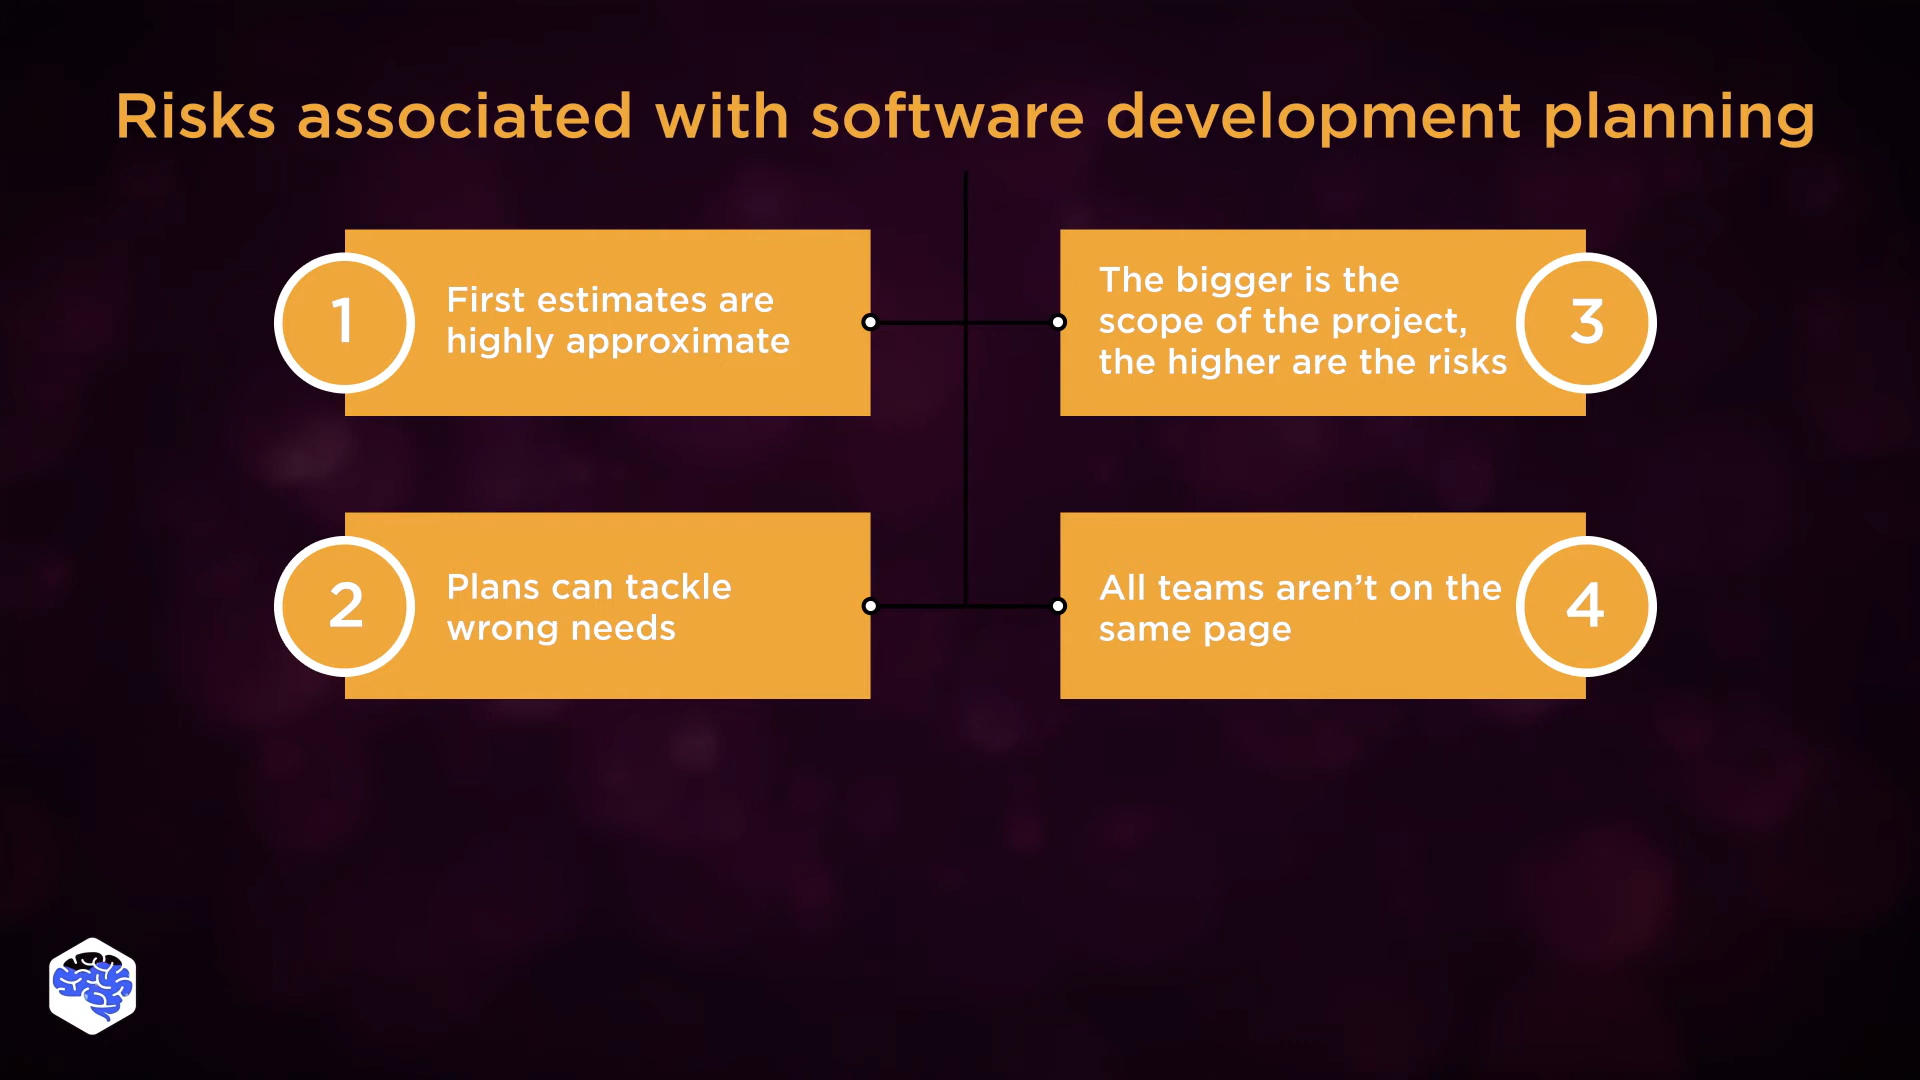 Risks associated with software development planning
1
First estimates are
highly approximate
2
Plans can tackle
wrong needs
The bigger is the
scope of the project,
the higher are the risks
3
All teams aren’t on the
same page
4